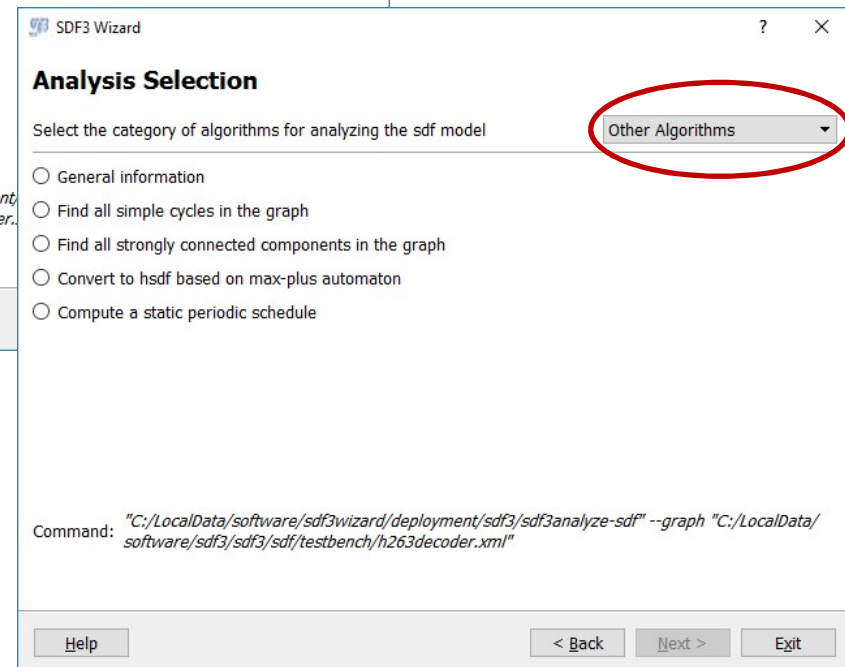 SDF3 Wizard
?
Analysis Selection
Select the category of algorithms for analyzing the sdf model
Other Algorithms
General information
Find all simple cycles in the graph
Find all strongly connected components in the graph
Convert to hsdf based on max-plus automaton
Compute a static periodic schedule
nt/
er..
Command: "C:/LocalData/software/sdf3wizard/deployment/sdf3/sdf3analyze-sdf" --graph "C:/LocalData/
software/sdf3/sdf3/sdf/testbench/h263decoder.xml"
Help
< Back
Next >
Exit